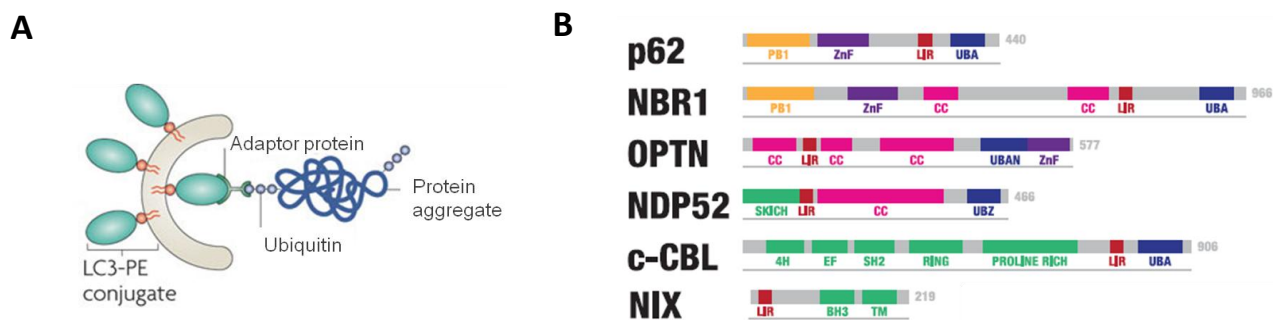 A
Adaptor protein
Protein
aggregate
Ubiquitin
LC3-PE
conjugate
B
p62
440
PB1 ZnF LIR UBA
NBR1
966
PB1 ZnF CC CC LIR UBA
OPTN
577
CC LIR CC CC UBAN ZnF
NDP52
466
SKICH LIR CC UBZ
c-CBL
906
4H EF SH2 RING PROLINE RICH LIR UBA
NIX
219
LIR BH3 TM